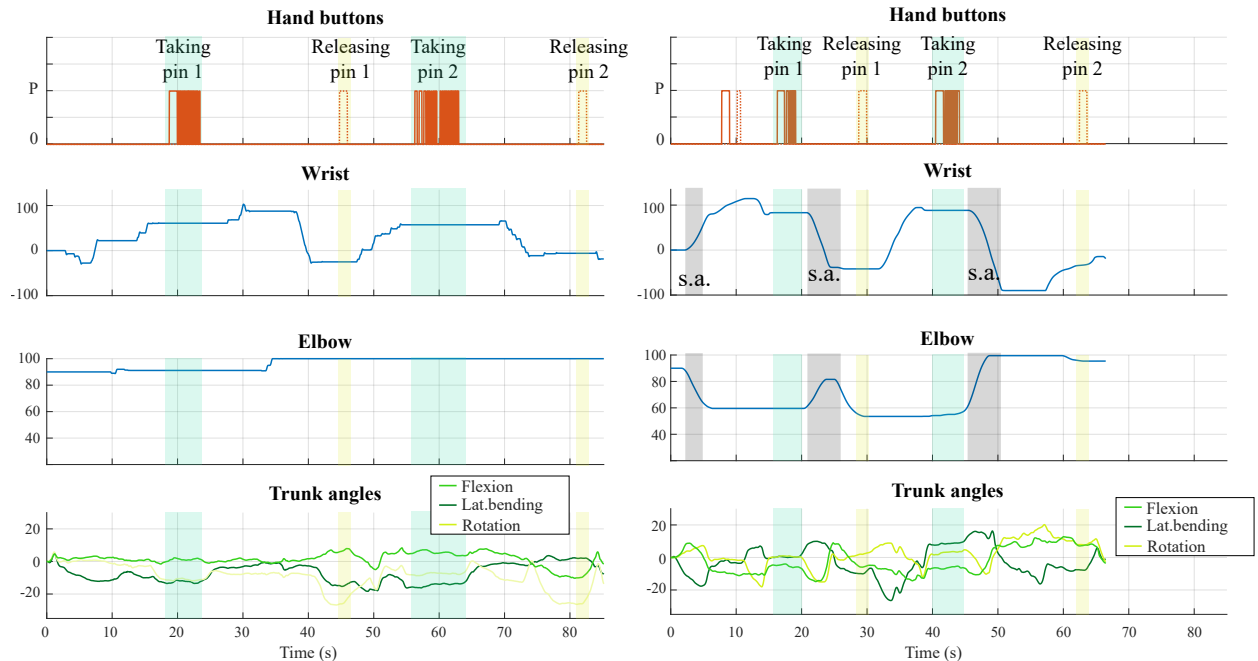 Hand buttons
Taking
pin 1
Releasing
pin 1
Taking
pin 2
Releasing
pin 2
P
0
Wrist
100
0
-100
Elbow
100
80
60
40
Trunk angles
Flexion
Lat.bending
Rotation
20
0
-20
0 10 20 30 40 50 60 70 80
Time (s)
Hand buttons
Taking
pin 1
Releasing
pin 1
Taking
pin 2
Releasing
pin 2
P
0
Wrist
100
0
-100
s.a.
s.a.
s.a.
Elbow
100
80
60
40
Trunk angles
Flexion
Lat.bending
Rotation
20
0
-20
0 10 20 30 40 50 60 70 80
Time (s)